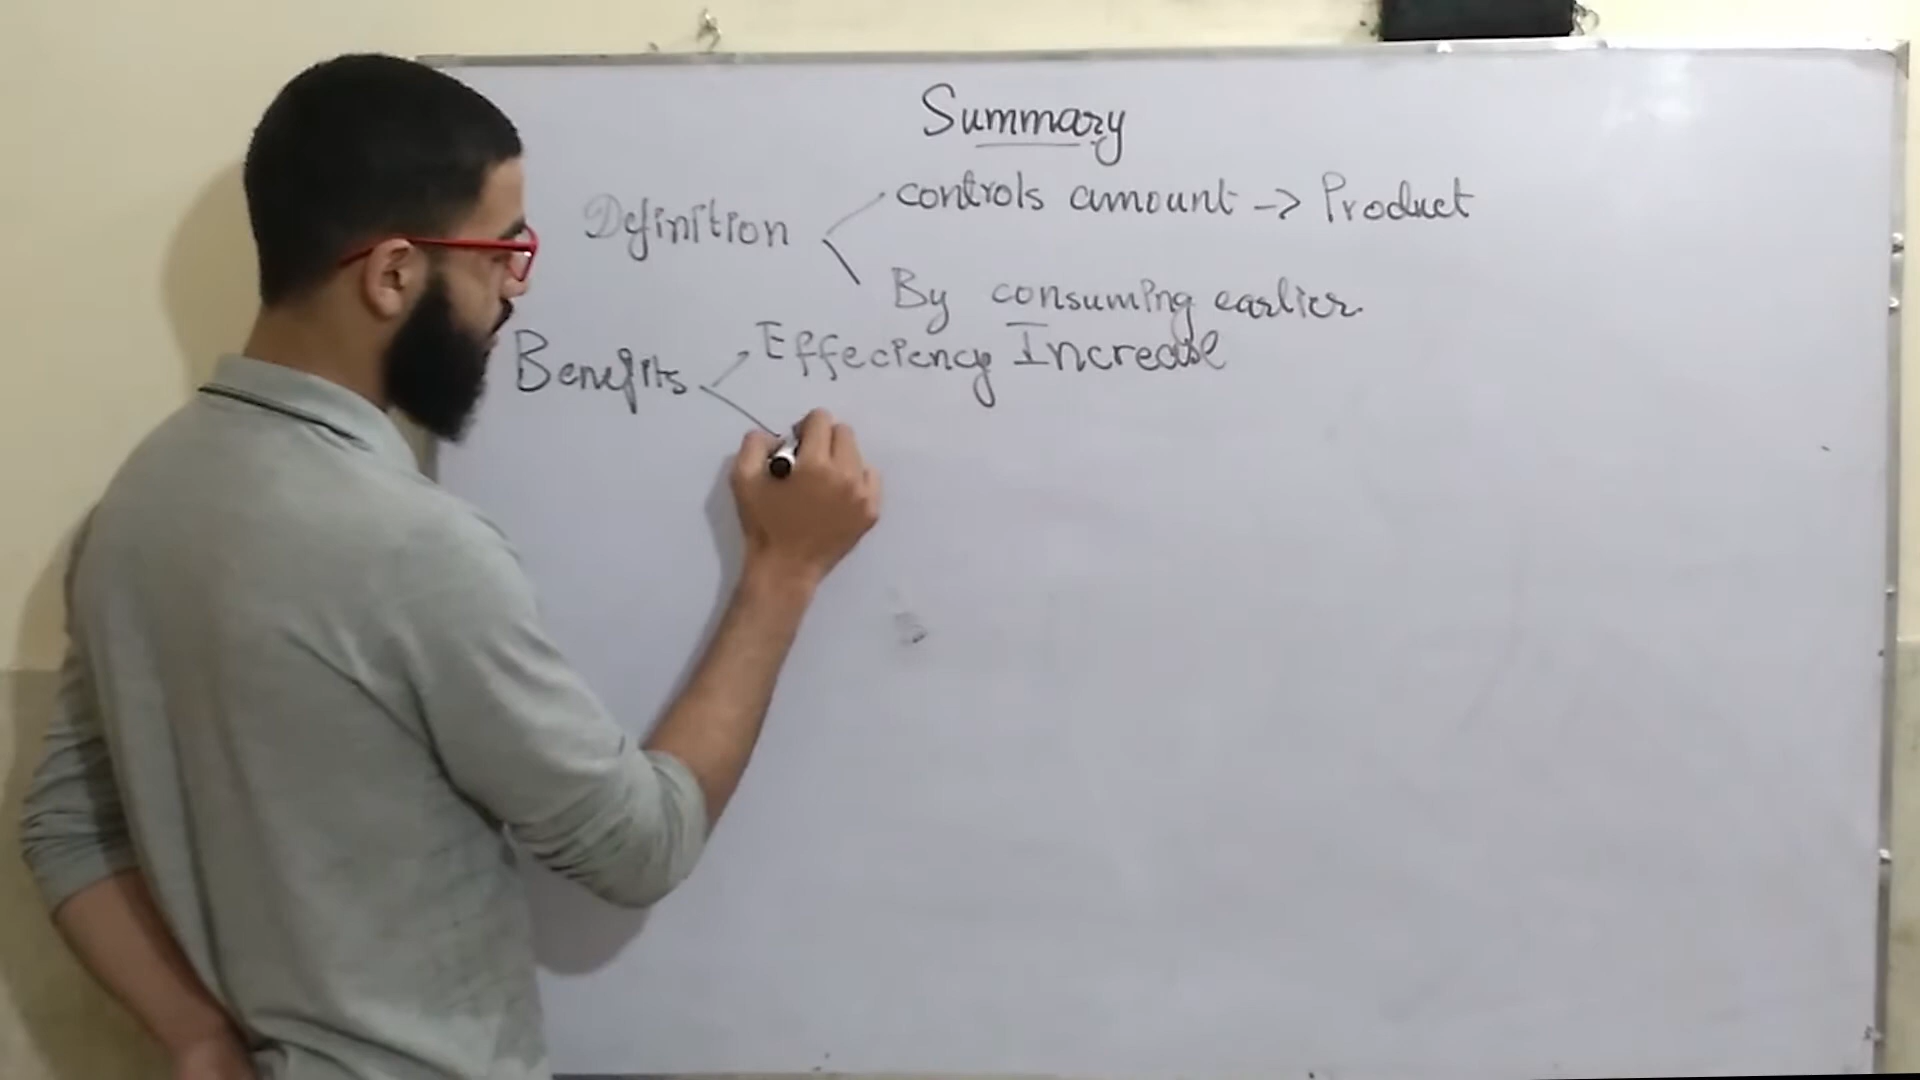 Summary
Definition
controls amount -> Product
By consuming earlier
Benefits
Effeciency Increase